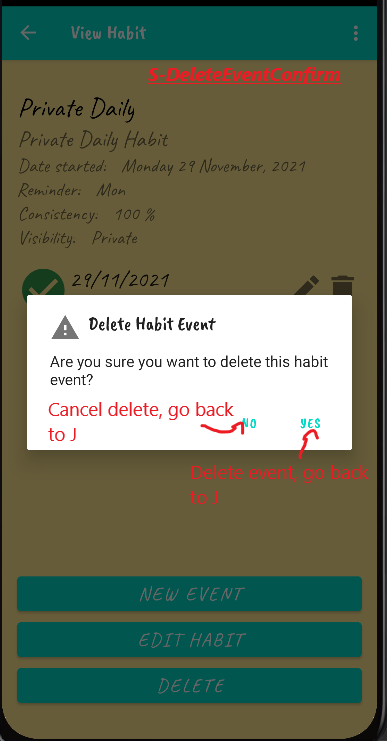 View Habit
S-DeleteEventConfirm
Private Daily
Private Daily Habit
Date started: Monday 29 November, 2021
Reminder: Mon
Consistency: 100 %
Visibility: Private
29/11/2021
Delete Habit Event
Are you sure you want to delete this habit
event?
Cancel delete, go back
to J
NO
YES
Delete event, go back
to J
NEW EVENT
EDIT HABIT
DELETE